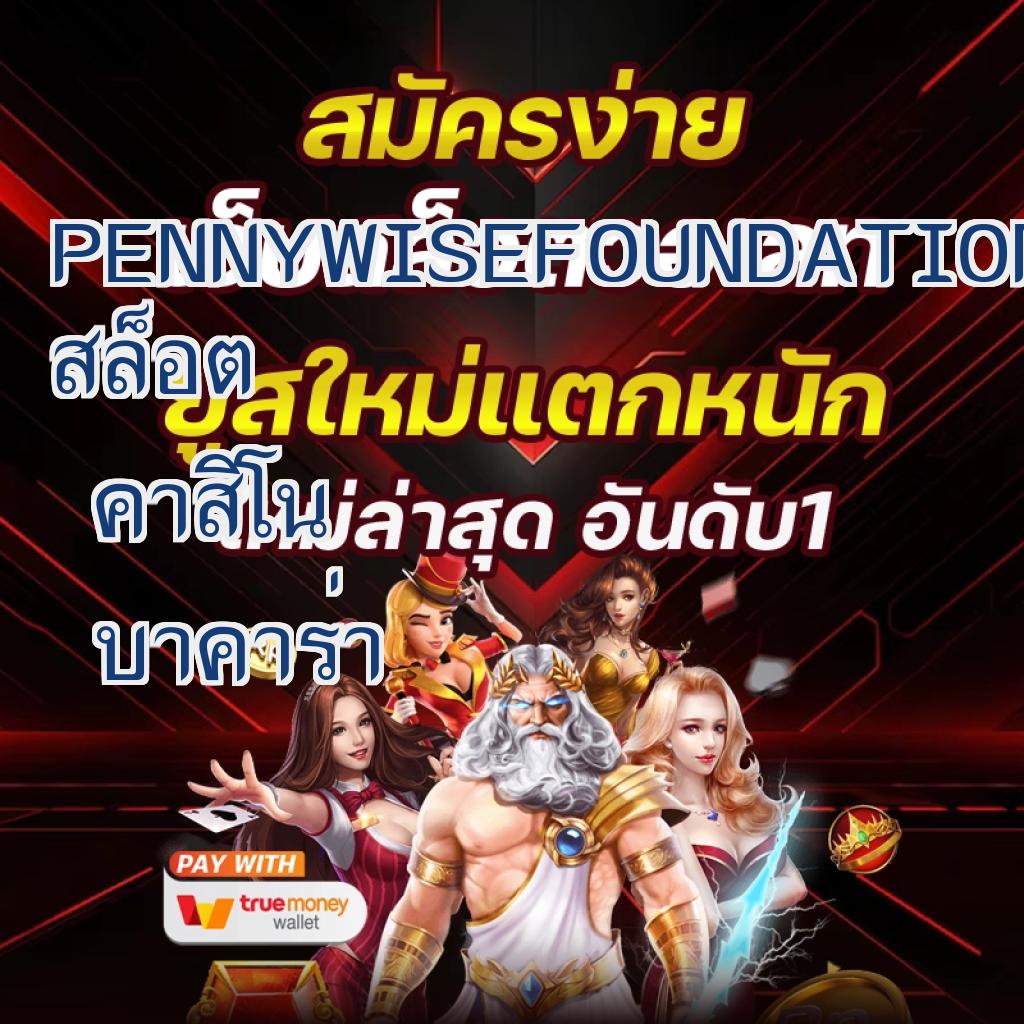 สมัครง่าย
PENNYWISEFOUNDATION
สล็อต
ยูสใหม่แตกหนัก
คาสิโน
ล่าสุด อันดับ1
บาคาร่า
PAY WITH
truemoney
wallet